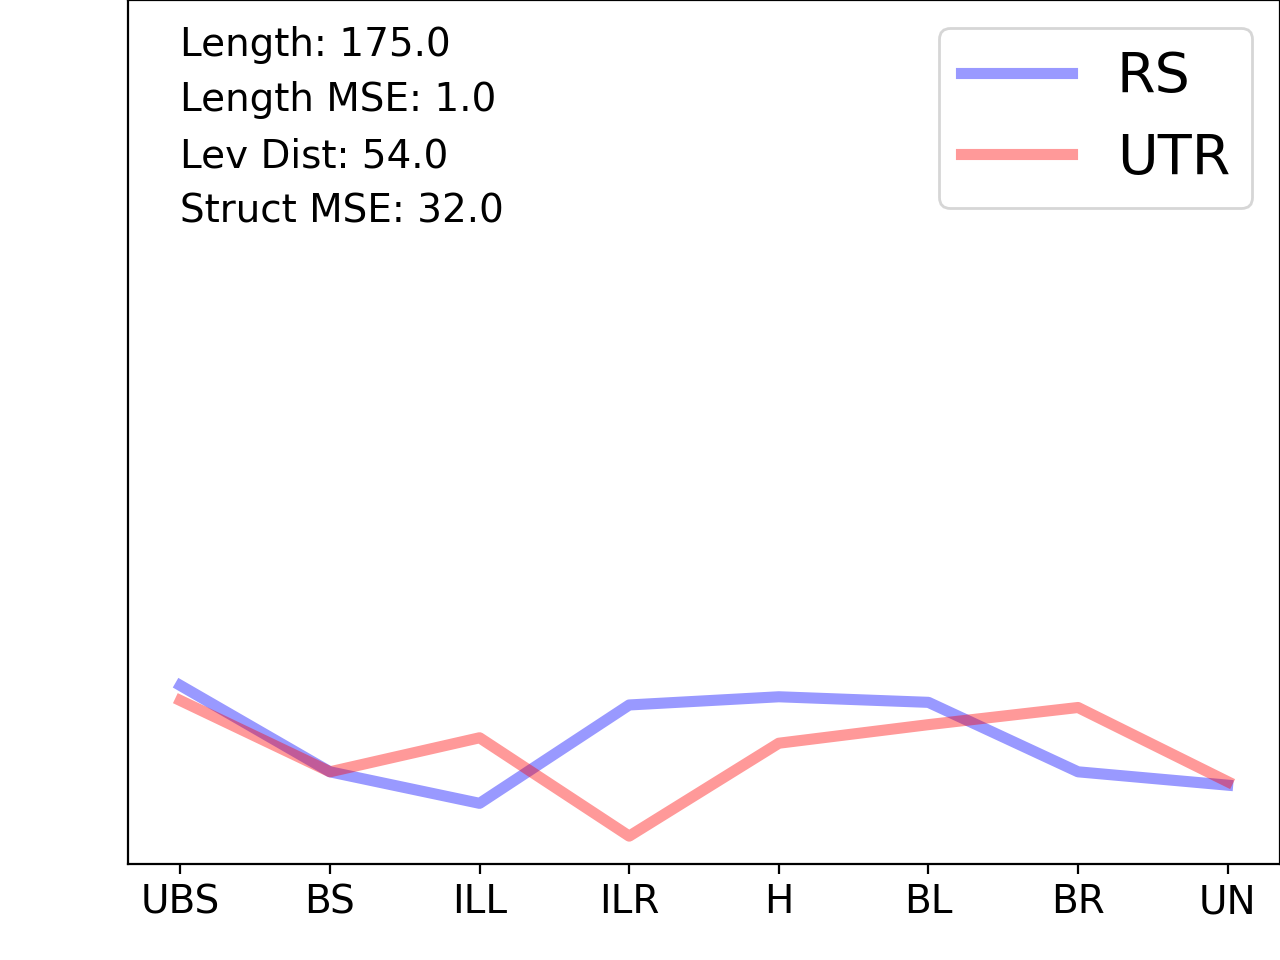 Length: 175.0
Length MSE: 1.0
Lev Dist: 54.0
Struct MSE: 32.0
RS
UTR
UBS BS ILL ILR H BL BR UN